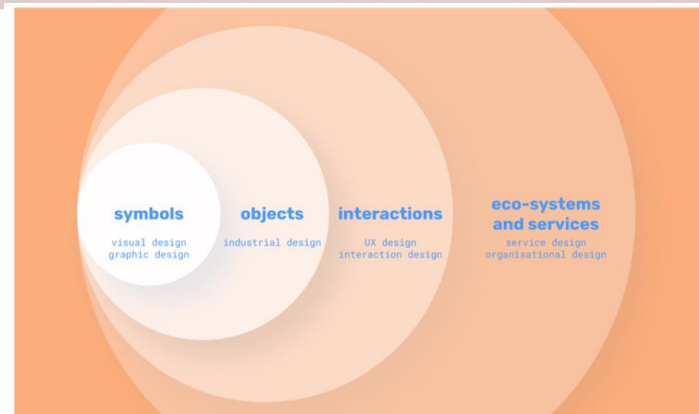 symbols
visual design
graphic design
objects
industrial design
interactions
UX design
interaction design
eco-systems
and services
service design
organisational design